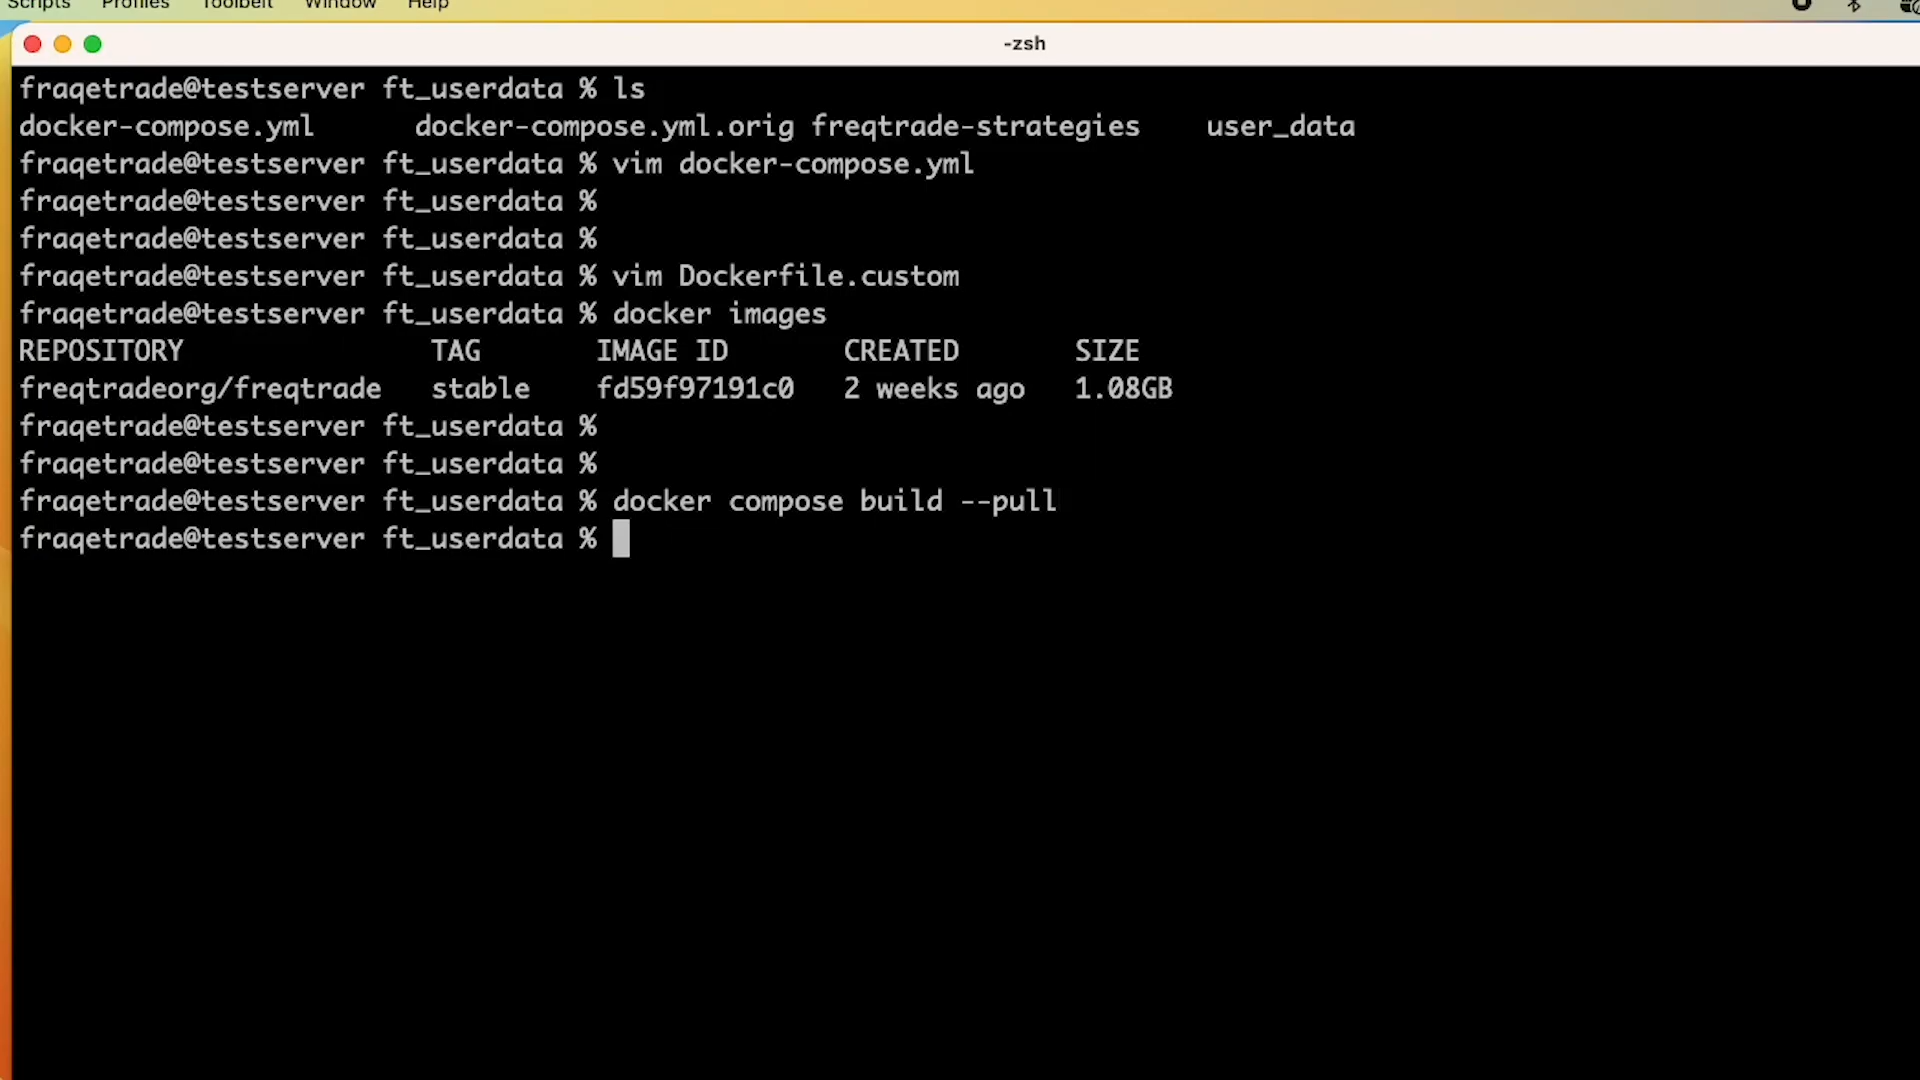 Scripts Profiles Toolbelt Window Help
-zsh
fraqetrade@testserver ft_userdata % ls
docker-compose.yml docker-compose.yml.orig freqtrade-strategies user_data
fraqetrade@testserver ft_userdata % vim docker-compose.yml
fraqetrade@testserver ft_userdata %
fraqetrade@testserver ft_userdata %
fraqetrade@testserver ft_userdata % vim Dockerfile.custom
fraqetrade@testserver ft_userdata % docker images
REPOSITORY TAG IMAGE ID CREATED SIZE
freqtradeorg/freqtrade stable fd59f97191c0 2 weeks ago 1.08GB
fraqetrade@testserver ft_userdata %
fraqetrade@testserver ft_userdata %
fraqetrade@testserver ft_userdata % docker compose build --pull
fraqetrade@testserver ft_userdata %